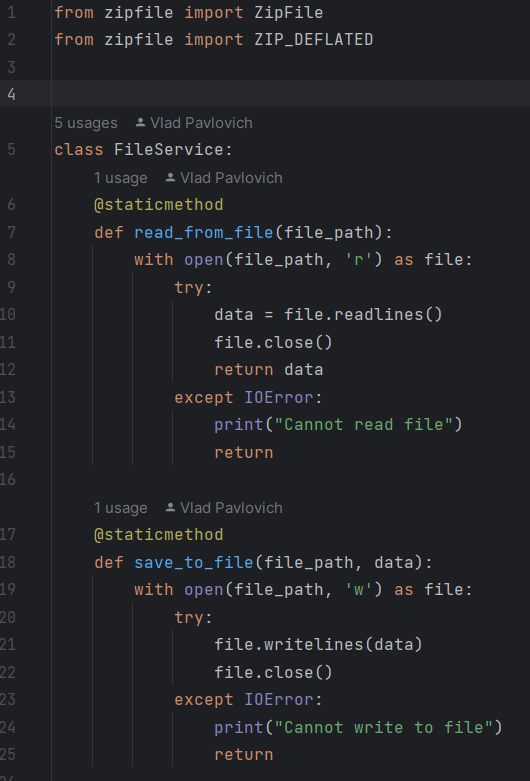 1 from zipfile import ZipFile
2 from zipfile import ZIP_DEFLATED
3
4
5 usages Vlad Pavlovich
5 class FileService:
1 usage Vlad Pavlovich
6 @staticmethod
7 def read_from_file(file_path):
8 with open(file_path, 'r') as file:
9 try:
10 data = file.readlines()
11 file.close()
12 return data
13 except IOError:
14 print("Cannot read file")
15 return
16
1 usage Vlad Pavlovich
17 @staticmethod
18 def save_to_file(file_path, data):
19 with open(file_path, 'w') as file:
20 try:
21 file.writelines(data)
22 file.close()
23 except IOError:
24 print("Cannot write to file")
25 return